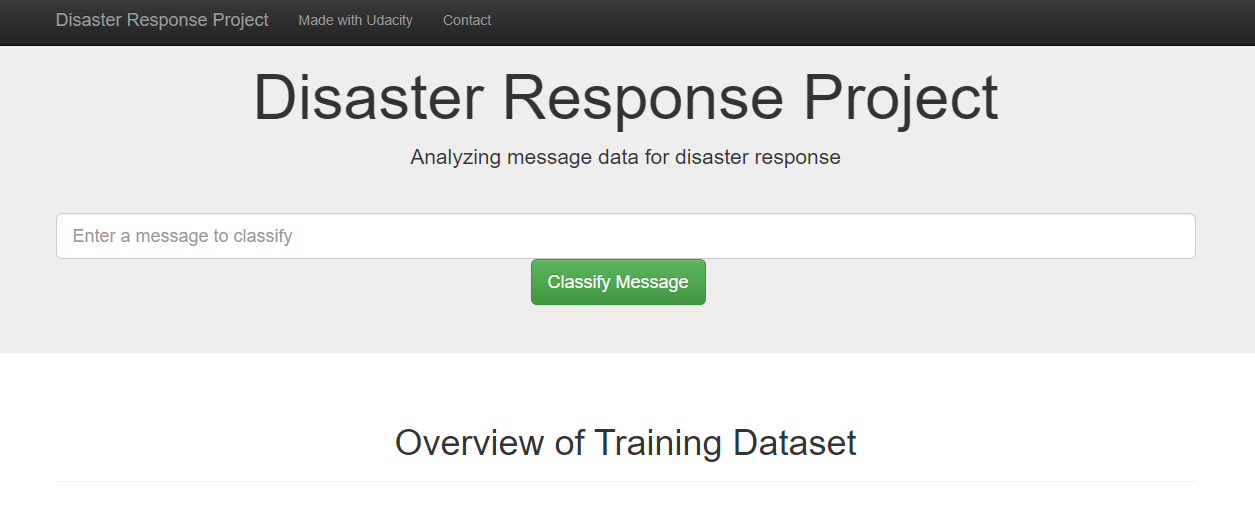 Disaster Response Project Made with Udacity Contact
Disaster Response Project
Analyzing message data for disaster response
Enter a message to classify
Classify Message
Overview of Training Dataset